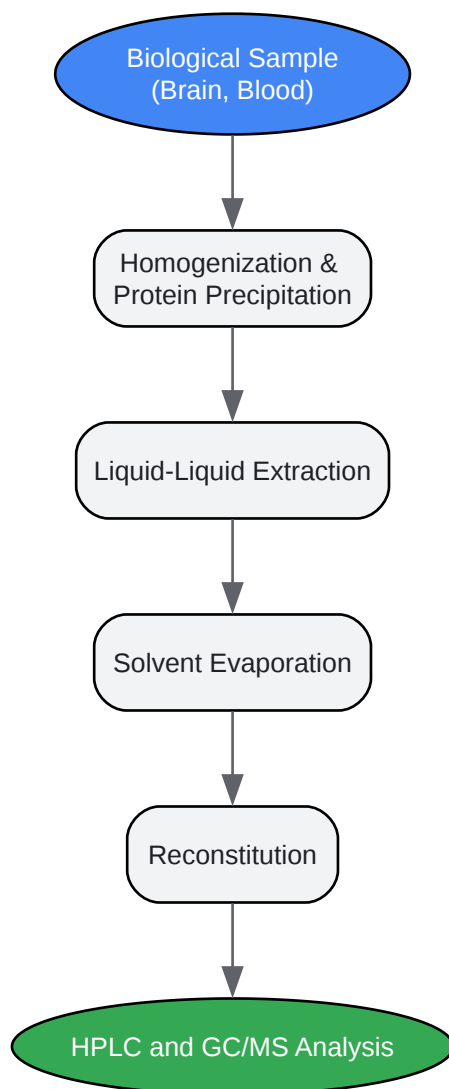 Biological Sample
(Brain, Blood)
Homogenization &
Protein Precipitation
Liquid-Liquid Extraction
Solvent Evaporation
Reconstitution
HPLC and GC/MS Analysis